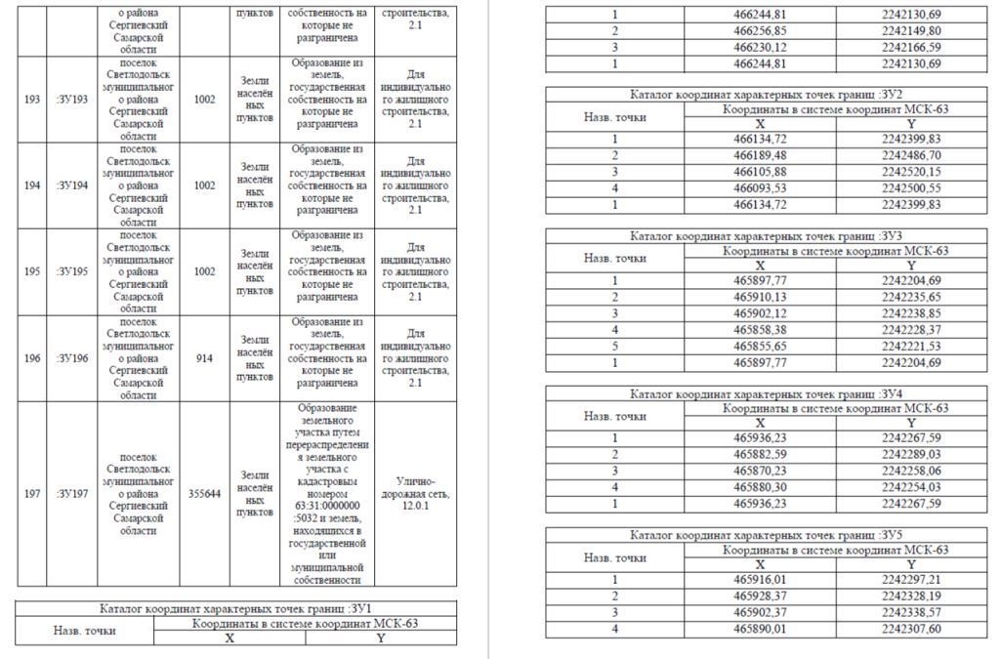 о района
Сергиевский
Самарской
области
пунктов
собственность на
которые не
разграничена
строительства,
2.1
193
:ЗУ193
поселок
Светлодольск
муниципальног
о района
Сергиевский
Самарской
области
1002
Земли
населён
ных
пунктов
Образование из
земель,
государственная
собственность на
которые не
разграничена
Для
индивидуально
го жилищного
строительства,
2.1
194
:ЗУ194
поселок
Светлодольск
муниципальног
о района
Сергиевский
Самарской
области
1002
Земли
населён
ных
пунктов
Образование из
земель,
государственная
собственность на
которые не
разграничена
Для
индивидуально
го жилищного
строительства,
2.1
195
:ЗУ195
поселок
Светлодольск
муниципальног
о района
Сергиевский
Самарской
области
1002
Земли
населён
ных
пунктов
Образование из
земель,
государственная
собственность на
которые не
разграничена
Для
индивидуально
го жилищного
строительства,
2.1
196
:ЗУ196
поселок
Светлодольск
муниципальног
о района
Сергиевский
Самарской
области
914
Земли
населён
ных
пунктов
Образование из
земель,
государственная
собственность на
которые не
разграничена
Для
индивидуально
го жилищного
строительства,
2.1
197
:ЗУ197
поселок
Светлодольск
муниципальног
о района
Сергиевский
Самарской
области
355644
Земли
населён
ных
пунктов
Образование
земельного
участка путем
перераспределени
я земельного
участка с
кадастровым
номером
63:31:0000000
:5032 и земель,
находящихся в
государственной
или
муниципальной
собственности
Улично-
дорожная сеть,
12.0.1
Каталог координат характерных точек границ :ЗУ1
Назв. точки
Координаты в системе координат МСК-63
X Y
1 466244,81 2242130,69
2 466256,85 2242149,80
3 466230,12 2242166,59
1 466244,81 2242130,69
Каталог координат характерных точек границ :ЗУ2
Назв. точки
Координаты в системе координат МСК-63
X Y
1 466134,72 2242399,83
2 466189,48 2242486,70
3 466105,88 2242520,15
4 466093,53 2242500,55
1 466134,72 2242399,83
Каталог координат характерных точек границ :ЗУ3
Назв. точки
Координаты в системе координат МСК-63
X Y
1 465897,77 2242204,69
2 465910,13 2242235,65
3 465902,12 2242238,85
4 465858,38 2242228,37
5 465855,65 2242221,53
1 465897,77 2242204,69
Каталог координат характерных точек границ :ЗУ4
Назв. точки
Координаты в системе координат МСК-63
X Y
1 465936,23 2242267,59
2 465882,59 2242289,03
3 465870,23 2242258,06
4 465880,30 2242254,03
1 465936,23 2242267,59
Каталог координат характерных точек границ :ЗУ5
Назв. точки
Координаты в системе координат МСК-63
X Y
1 465916,01 2242297,21
2 465928,37 2242328,19
3 465902,37 2242338,57
4 465890,01 2242307,60